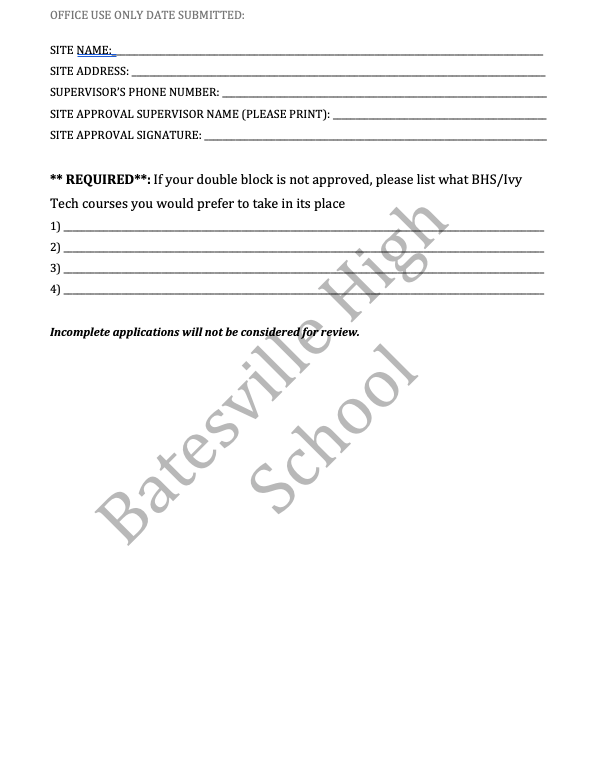 OFFICE USE ONLY DATE SUBMITTED:
SITE NAME:
SITE ADDRESS:
SUPERVISOR’S PHONE NUMBER:
SITE APPROVAL SUPERVISOR NAME (PLEASE PRINT):
SITE APPROVAL SIGNATURE:
** REQUIRED**: If your double block is not approved, please list what BHS/Ivy
Tech courses you would prefer to take in its place
1)
2)
3)
4)
Incomplete applications will not be considered for review.
Batesville High
School